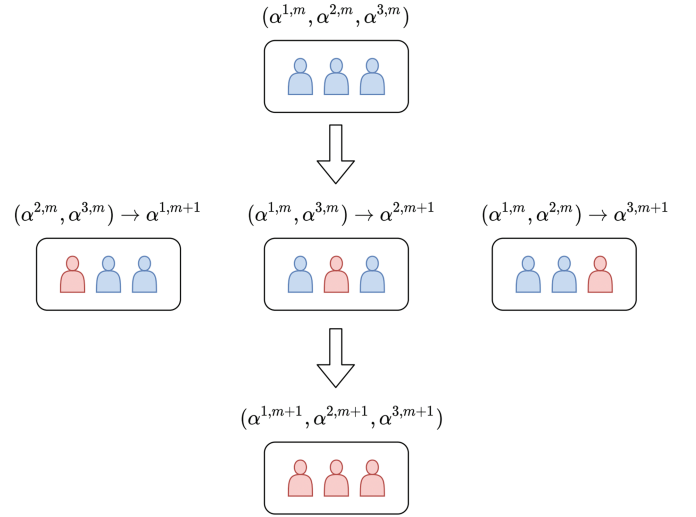 (α^{1,m}, α^{2,m}, α^{3,m})
(α^{2,m}, α^{3,m}) → α^{1,m+1}
(α^{1,m}, α^{3,m}) → α^{2,m+1}
(α^{1,m}, α^{2,m}) → α^{3,m+1}
(α^{1,m+1}, α^{2,m+1}, α^{3,m+1})